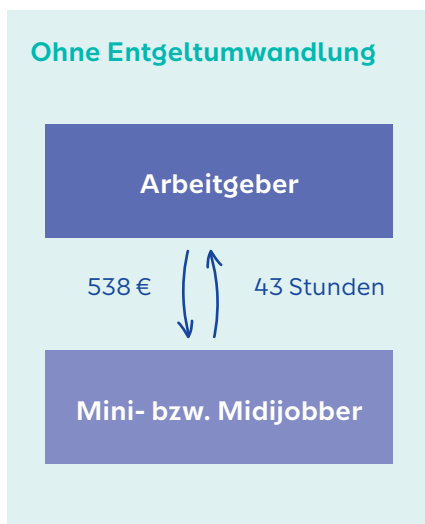 Ohne Entgeltumwandlung
Arbeitgeber
538 € 43 Stunden
Mini- bzw. Midijobber